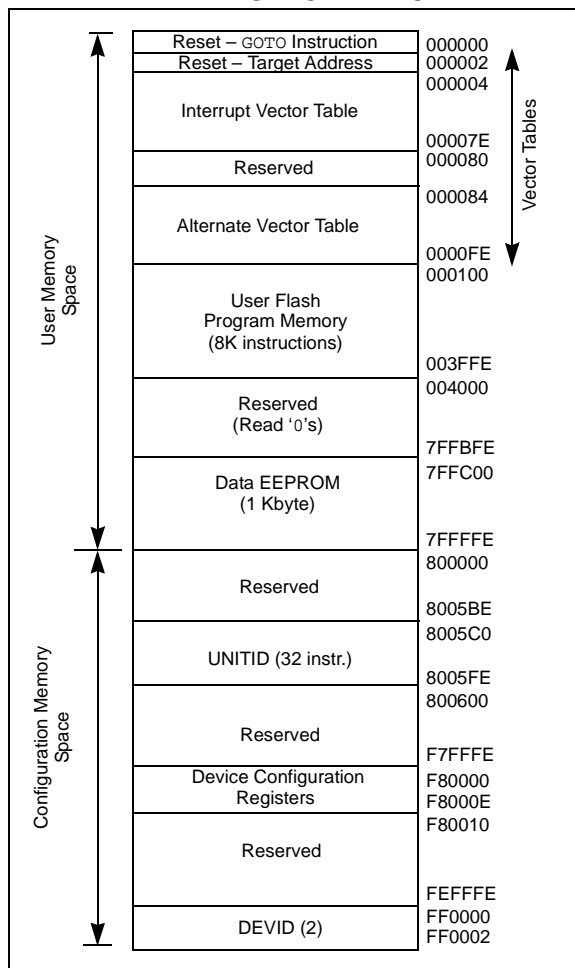 Reset – GOTO Instruction
000000
Reset – Target Address
000002
000004
Interrupt Vector Table
00007E
000080
Reserved
000084
Alternate Vector Table
0000FE
000100
User Flash
Program Memory
(8K instructions)
003FFE
004000
Reserved
(Read ‘0’s)
7FFBFE
7FFC00
Data EEPROM
(1 Kbyte)
7FFFFE
800000
Reserved
8005BE
8005C0
UNITID (32 instr.)
8005FE
800600
Reserved
F7FFFE
Device Configuration
Registers
F80000
F8000E
F80010
Reserved
FEFFFE
FF0000
DEVID (2)
FF0002
User Memory
Space
Configuration Memory
Space
Vector Tables